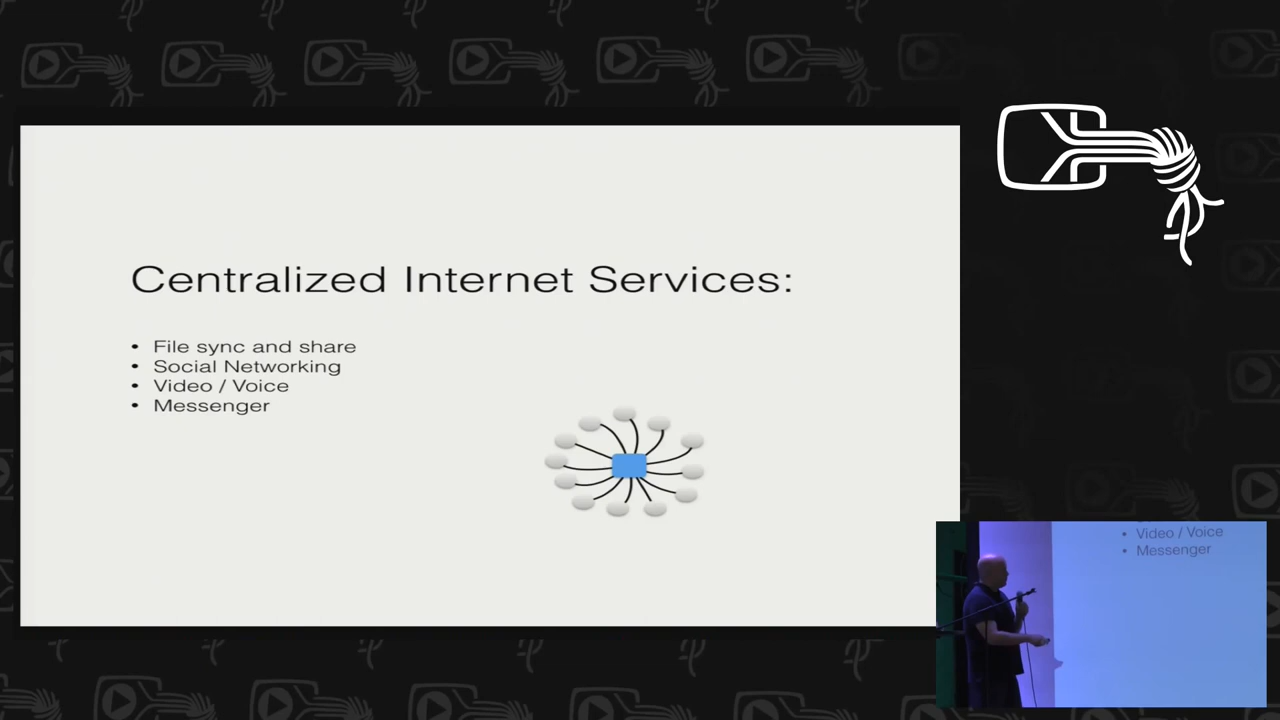 Centralized Internet Services:
• File sync and share
• Social Networking
• Video / Voice
• Messenger
• Video / Voice
• Messenger